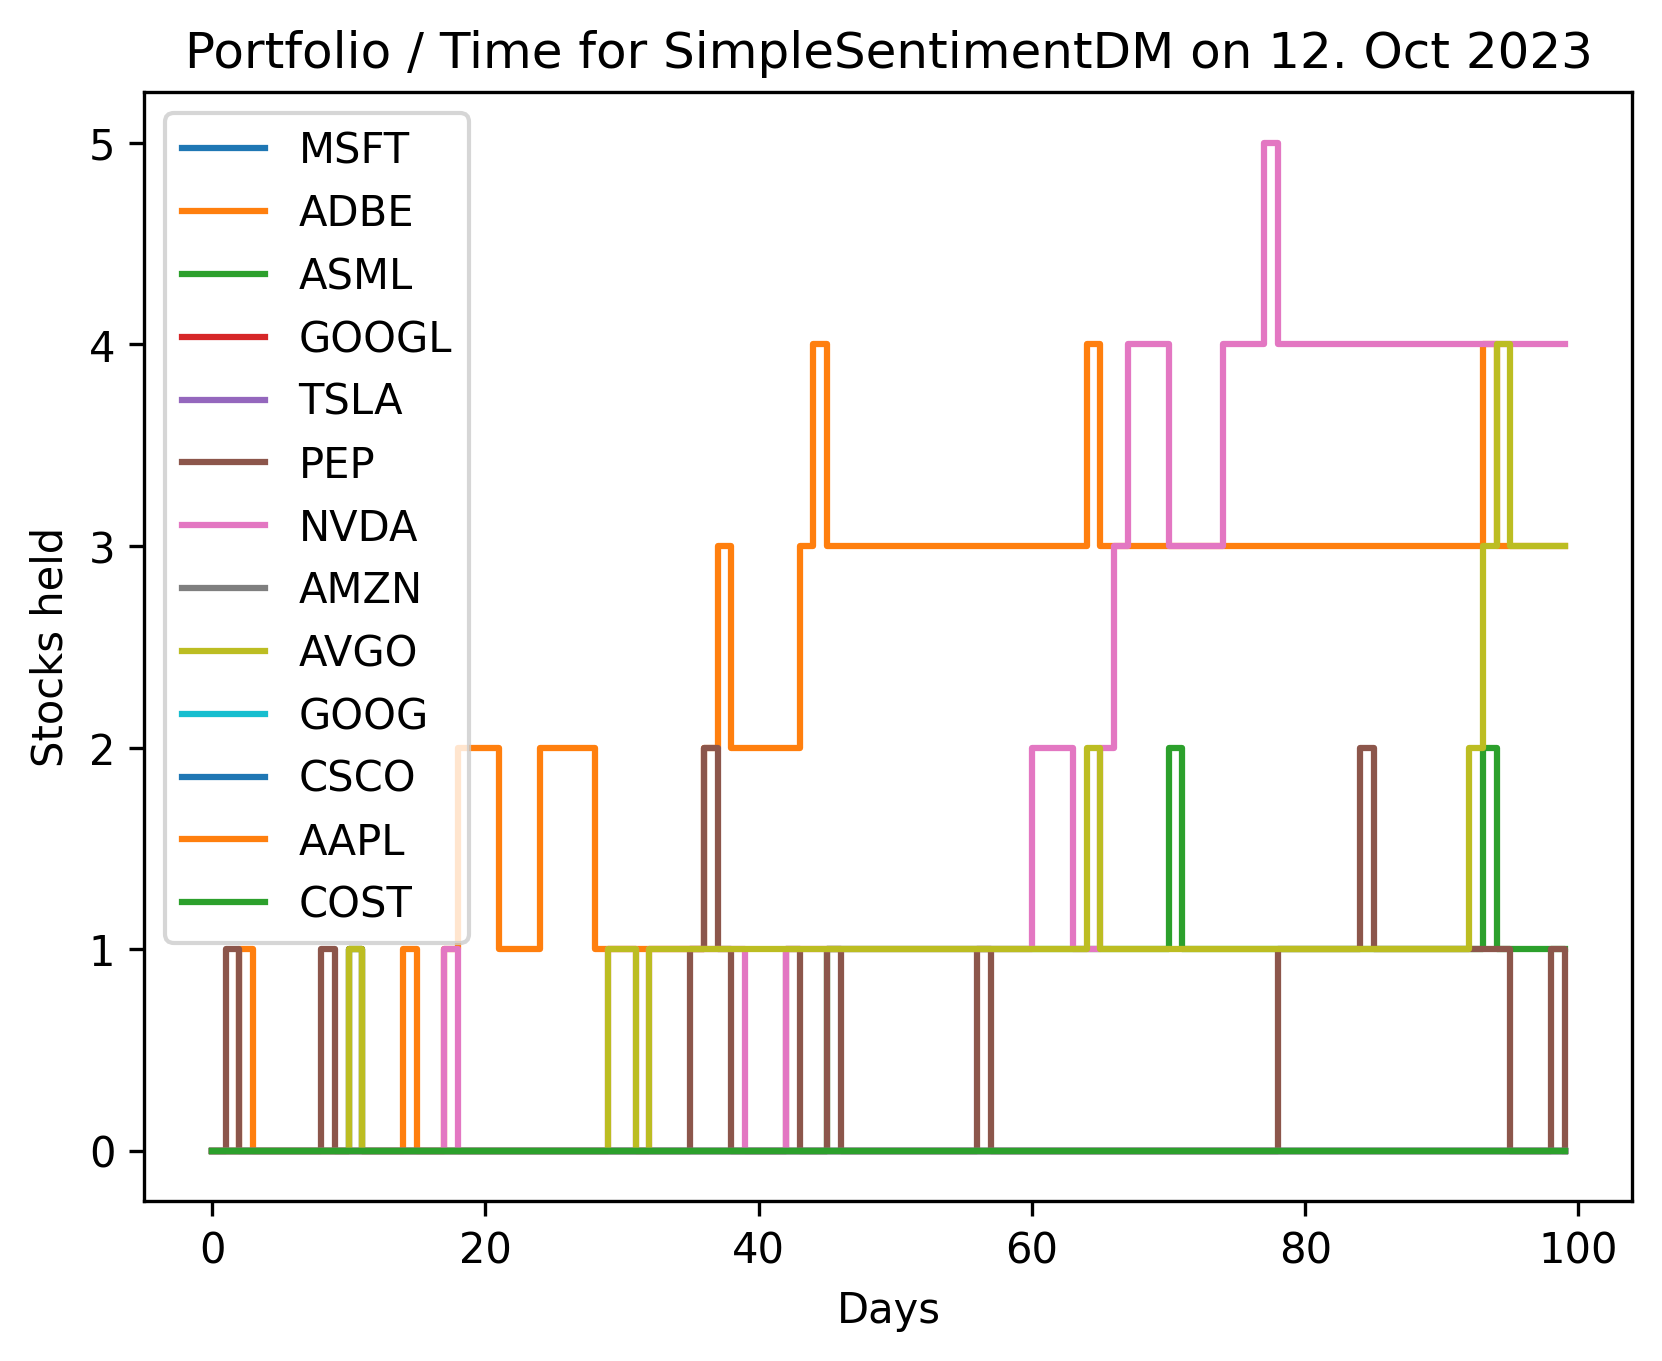 Portfolio / Time for SimpleSentimentDM on 12. Oct 2023
MSFT
ADBE
ASML
GOOGL
TSLA
PEP
NVDA
AMZN
AVGO
GOOG
CSCO
AAPL
COST
Stocks held
5
4
3
2
1
0
0 20 40 60 80 100
Days